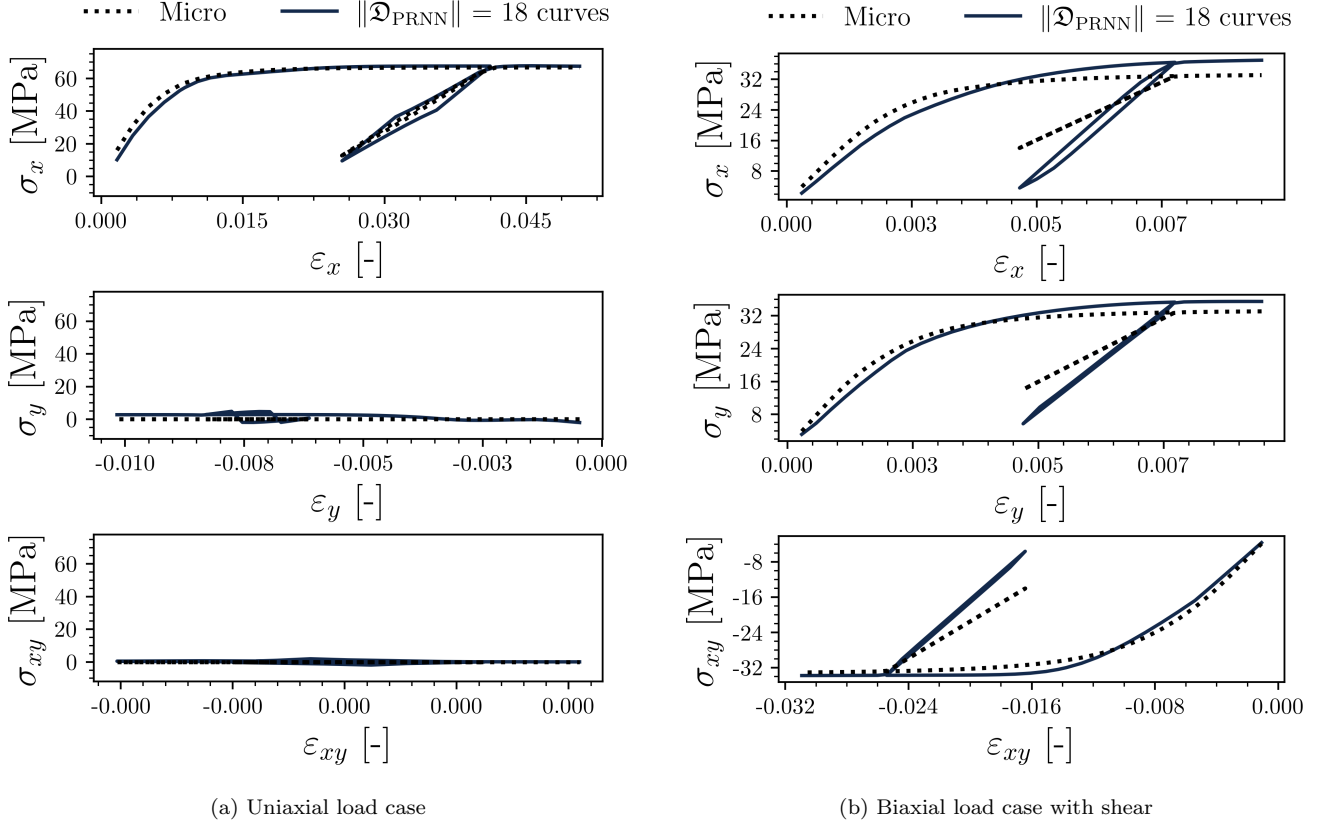 Micro ‖𝔇PRNN‖ = 18 curves
σx [MPa]
60
40
20
0
0.000 0.015 0.030 0.045
εx [-]
σy [MPa]
60
40
20
0
-0.010 -0.008 -0.005 -0.003 0.000
εy [-]
σxy [MPa]
60
40
20
0
-0.000 -0.000 0.000 0.000 0.000
εxy [-]
(a) Uniaxial load case
Micro ‖𝔇PRNN‖ = 18 curves
σx [MPa]
32
24
16
8
0.000 0.003 0.005 0.007
εx [-]
σy [MPa]
32
24
16
8
0.000 0.003 0.005 0.007
εy [-]
σxy [MPa]
-8
-16
-24
-32
-0.032 -0.024 -0.016 -0.008 0.000
εxy [-]
(b) Biaxial load case with shear